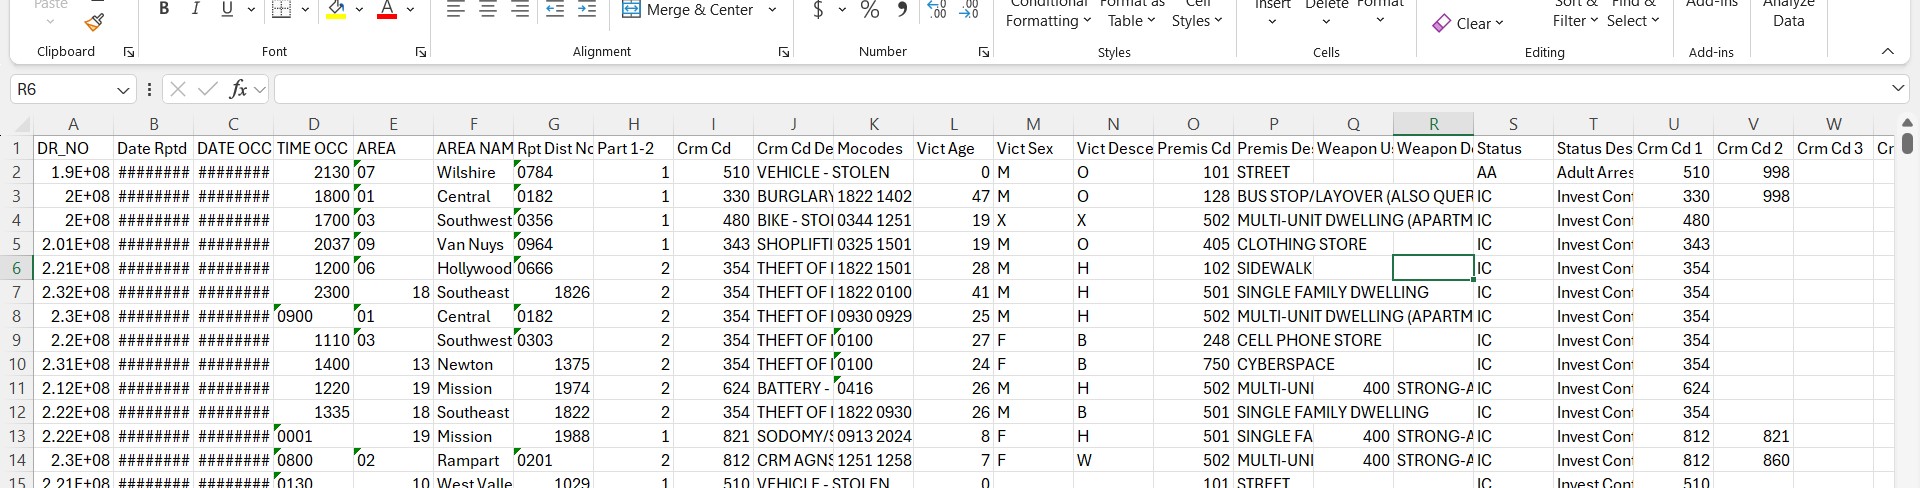 Paste B I U A Merge & Center $ % 9 Conditional Format as Cell Insert Delete Format Sort & Find & Add-ins Analyze
Formatting Table Styles Clear Filter Select Data
Clipboard Font Alignment Number Styles Cells Editing Add-ins
R6 fx
A B C D E F G H I J K L M N O P Q R S T U V W
1 DR_NO Date Rptd DATE OCC TIME OCC AREA AREA NAM Rpt Dist No Part 1-2 Crm Cd Crm Cd De Mocodes Vict Age Vict Sex Vict Desce Premis Cd Premis Des Weapon U Weapon De Status Status Des Crm Cd 1 Crm Cd 2 Crm Cd 3 Cr
2 1.9E+08 ######## ######## 2130 07 Wilshire 0784 1 510 VEHICLE - STOLEN 0 M O 101 STREET AA Adult Arres 510 998
3 2E+08 ######## ######## 1800 01 Central 0182 1 330 BURGLARY 1822 1402 47 M O 128 BUS STOP/LAYOVER (ALSO QUER IC Invest Con 330 998
4 2E+08 ######## ######## 1700 03 Southwest 0356 1 480 BIKE - STO 0344 1251 19 X X 502 MULTI-UNIT DWELLING (APARTM IC Invest Con 480
5 2.01E+08 ######## ######## 2037 09 Van Nuys 0964 1 343 SHOPLIFTI 0325 1501 19 M O 405 CLOTHING STORE IC Invest Con 343
6 2.21E+08 ######## ######## 1200 06 Hollywood 0666 2 354 THEFT OF I 1822 1501 28 M H 102 SIDEWALK IC Invest Con 354
7 2.32E+08 ######## ######## 2300 18 Southeast 1826 2 354 THEFT OF I 1822 0100 41 M H 501 SINGLE FAMILY DWELLING IC Invest Con 354
8 2.3E+08 ######## ######## 0900 01 Central 0182 2 354 THEFT OF I 0930 0929 25 M H 502 MULTI-UNIT DWELLING (APARTM IC Invest Con 354
9 2.2E+08 ######## ######## 1110 03 Southwest 0303 2 354 THEFT OF I 0100 27 F B 248 CELL PHONE STORE IC Invest Con 354
10 2.31E+08 ######## ######## 1400 13 Newton 1375 2 354 THEFT OF I 0100 24 F B 750 CYBERSPACE IC Invest Con 354
11 2.12E+08 ######## ######## 1220 19 Mission 1974 2 624 BATTERY - 0416 26 M H 502 MULTI-UNI 400 STRONG-A IC Invest Con 624
12 2.22E+08 ######## ######## 1335 18 Southeast 1822 2 354 THEFT OF I 1822 0930 26 M B 501 SINGLE FAMILY DWELLING IC Invest Con 354
13 2.22E+08 ######## ######## 0001 19 Mission 1988 1 821 SODOMY/S 0913 2024 8 F H 501 SINGLE FA 400 STRONG-A IC Invest Con 812 821
14 2.3E+08 ######## ######## 0800 02 Rampart 0201 2 812 CRM AGNS 1251 1258 7 F W 502 MULTI-UNI 400 STRONG-A IC Invest Con 812 860
15 2.21E+08 ######## ######## 0130 10 West Valle 1029 1 510 VEHICLE - STOLEN 0 101 STREET IC Invest Con 510